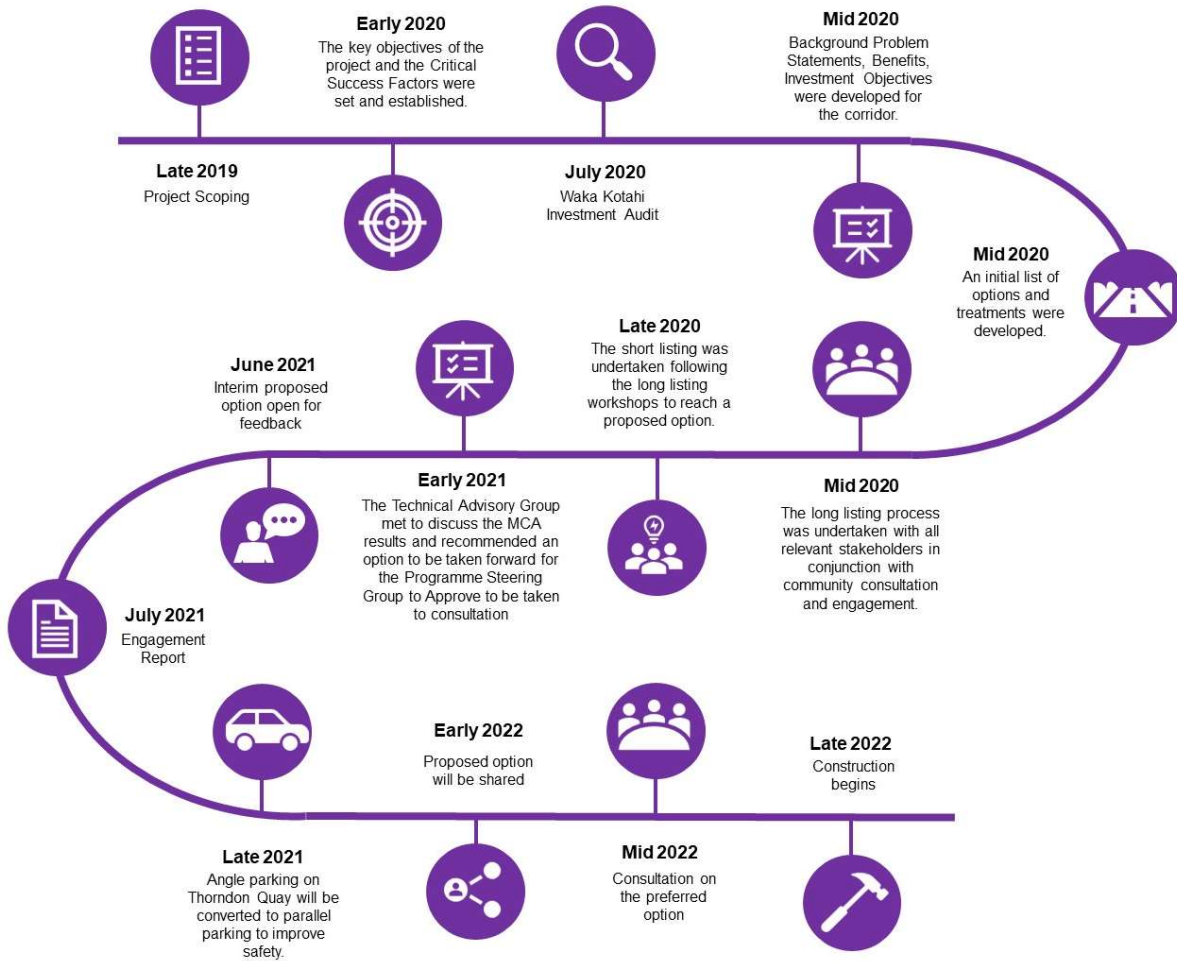 Late 2019
Project Scoping
Early 2020
The key objectives of the
project and the Critical
Success Factors were
set and established.
July 2020
Waka Kotahi
Investment Audit
Mid 2020
Background Problem
Statements, Benefits,
Investment Objectives
were developed for
the corridor.
Mid 2020
An initial list of
options and
treatments were
developed.
Mid 2020
The long listing process
was undertaken with all
relevant stakeholders in
conjunction with
community consultation
and engagement.
Late 2020
The short listing was
undertaken following
the long listing
workshops to reach a
proposed option.
Early 2021
The Technical Advisory Group
met to discuss the MCA
results and recommended an
option to be taken forward for
the Programme Steering
Group to Approve to be taken
to consultation
June 2021
Interim proposed
option open for
feedback
July 2021
Engagement
Report
Late 2021
Angle parking on
Thorndon Quay will be
converted to parallel
parking to improve
safety.
Early 2022
Proposed option
will be shared
Mid 2022
Consultation on
the preferred
option
Late 2022
Construction
begins